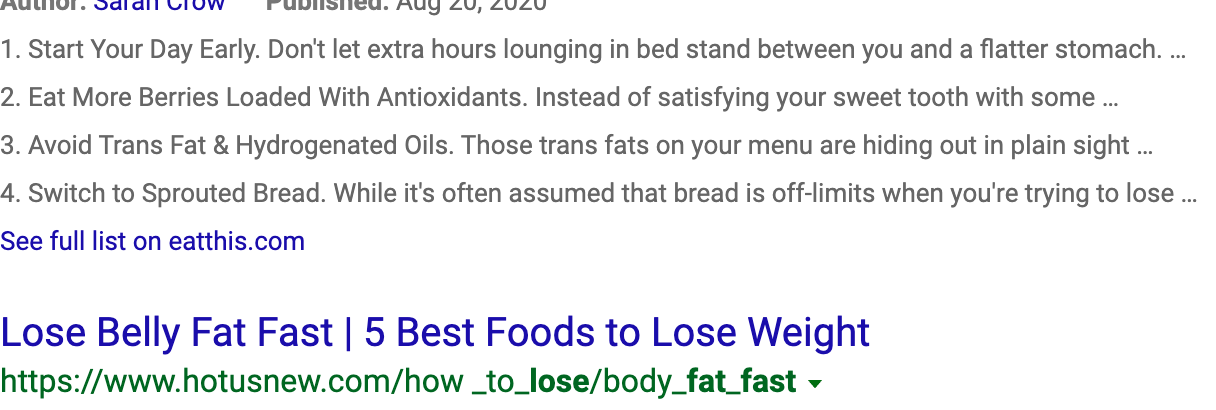 Author: Sarah Crow Published: Aug 20, 2020
1. Start Your Day Early. Don't let extra hours lounging in bed stand between you and a flatter stomach. ...
2. Eat More Berries Loaded With Antioxidants. Instead of satisfying your sweet tooth with some ...
3. Avoid Trans Fat & Hydrogenated Oils. Those trans fats on your menu are hiding out in plain sight ...
4. Switch to Sprouted Bread. While it's often assumed that bread is off-limits when you're trying to lose ...
See full list on eatthis.com
Lose Belly Fat Fast | 5 Best Foods to Lose Weight
https://www.hotusnew.com/how _to_lose/body_fat_fast